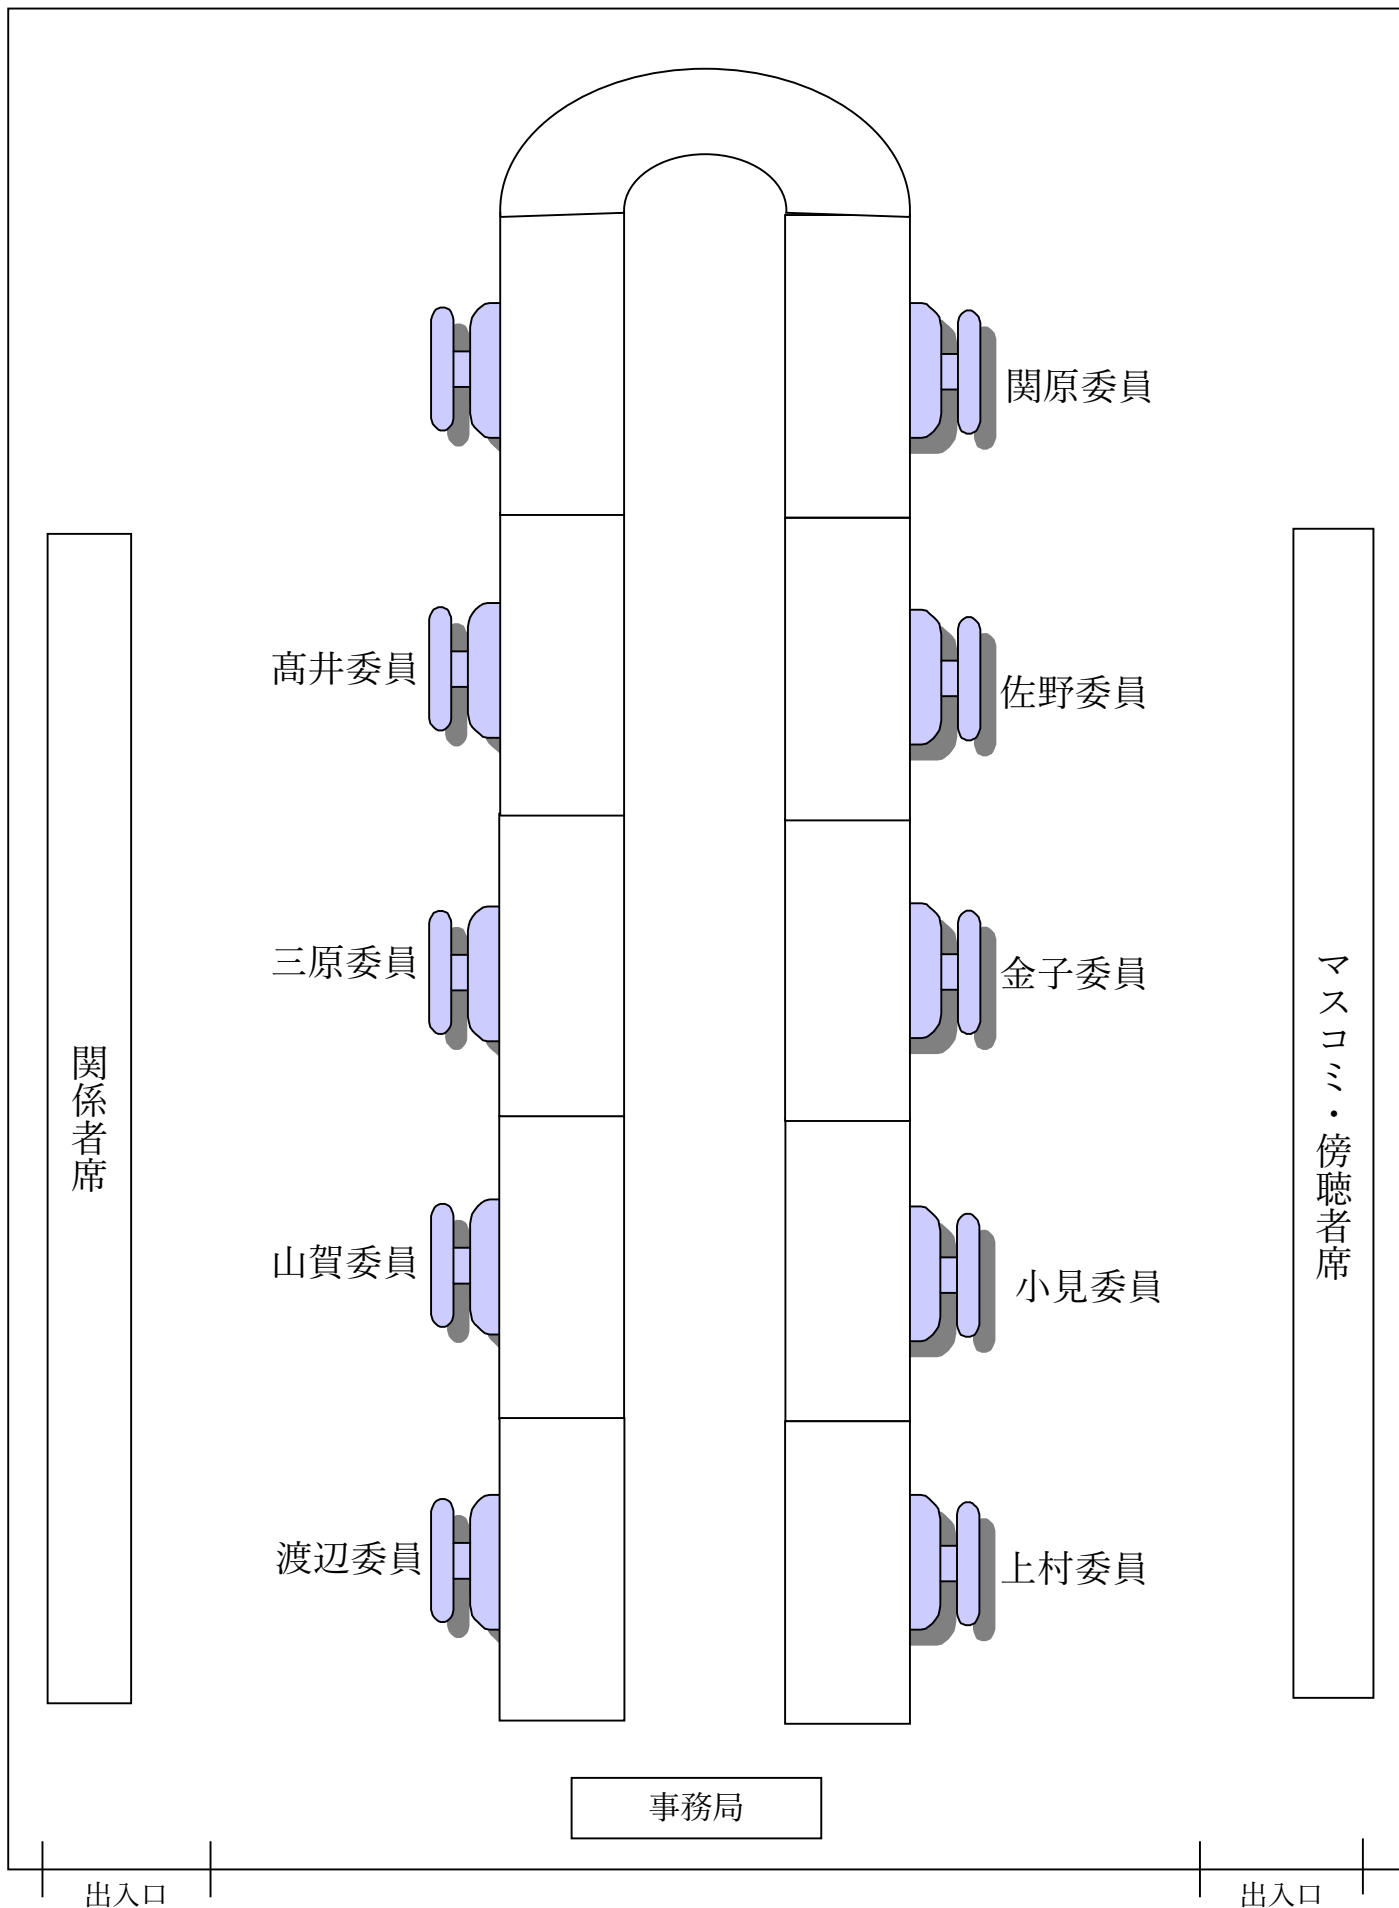 関原委員
髙井委員
佐野委員
三原委員
金子委員
関係者席
マスコミ・傍聴者席
山賀委員
小見委員
渡辺委員
上村委員
事務局
出入口
出入口